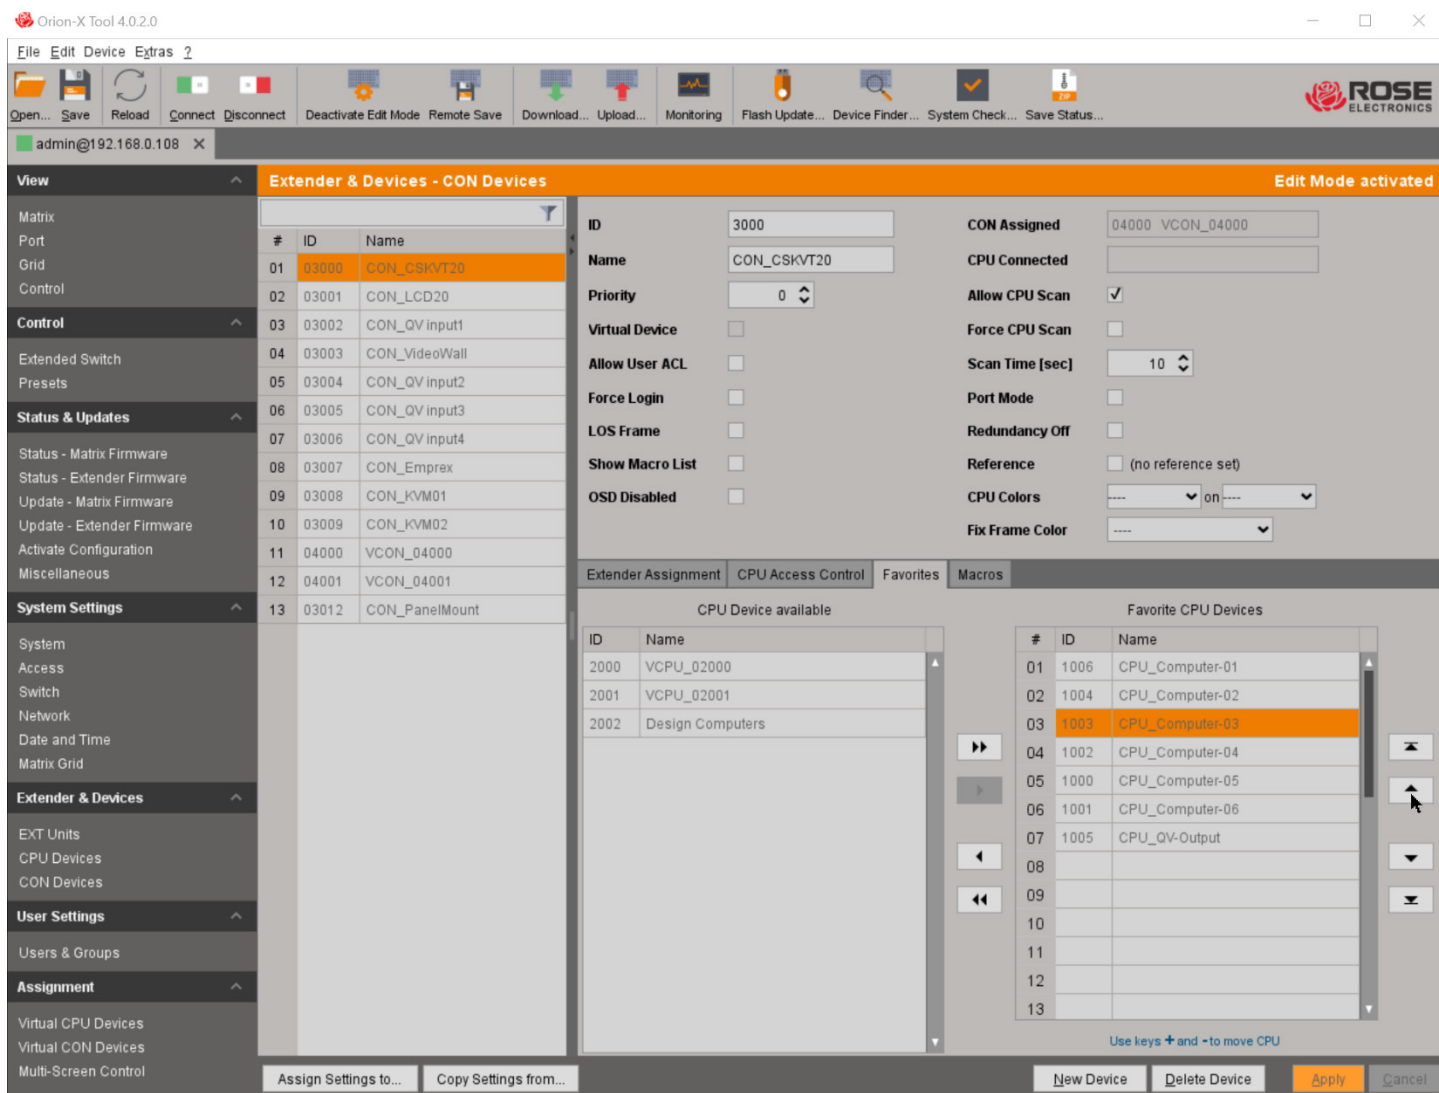 Orion-X Tool 4.0.2.0
File Edit Device Extras ?
Open... Save Reload Connect Disconnect Deactivate Edit Mode Remote Save Download... Upload... Monitoring Flash Update... Device Finder... System Check... Save Status...
ZIP
ROSE
ELECTRONICS
admin@192.168.0.108 X
View
Matrix
Port
Grid
Control
Control
Extended Switch
Presets
Status & Updates
Status - Matrix Firmware
Status - Extender Firmware
Update - Matrix Firmware
Update - Extender Firmware
Activate Configuration
Miscellaneous
System Settings
System
Access
Switch
Network
Date and Time
Matrix Grid
Extender & Devices
EXT Units
CPU Devices
CON Devices
User Settings
Users & Groups
Assignment
Virtual CPU Devices
Virtual CON Devices
Multi-Screen Control
Extender & Devices - CON Devices Edit Mode activated
# ID Name
01 03000 CON_CSKVT20
02 03001 CON_LCD20
03 03002 CON_QV input1
04 03003 CON_VideoWall
05 03004 CON_QV input2
06 03005 CON_QV input3
07 03006 CON_QV input4
08 03007 CON_Emprex
09 03008 CON_KVM01
10 03009 CON_KVM02
11 04000 VCON_04000
12 04001 VCON_04001
13 03012 CON_PanelMount
ID 3000
Name CON_CSKVT20
Priority 0
Virtual Device
Allow User ACL
Force Login
LOS Frame
Show Macro List
OSD Disabled
CON Assigned 04000 VCON_04000
CPU Connected
Allow CPU Scan
Force CPU Scan
Scan Time [sec] 10
Port Mode
Redundancy Off
Reference (no reference set)
CPU Colors ---- on ----
Fix Frame Color ----
Extender Assignment CPU Access Control Favorites Macros
CPU Device available
ID Name
2000 VCPU_02000
2001 VCPU_02001
2002 Design Computers
Favorite CPU Devices
# ID Name
01 1006 CPU_Computer-01
02 1004 CPU_Computer-02
03 1003 CPU_Computer-03
04 1002 CPU_Computer-04
05 1000 CPU_Computer-05
06 1001 CPU_Computer-06
07 1005 CPU_QV-Output
08
09
10
11
12
13
Use keys + and - to move CPU
Assign Settings to... Copy Settings from... New Device Delete Device Apply Cancel